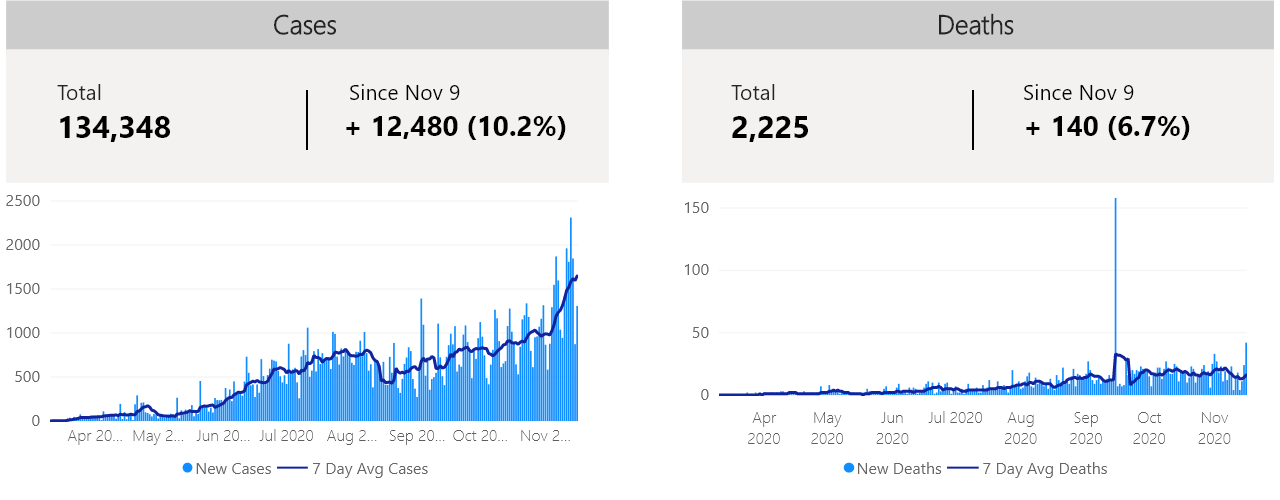 Cases
Total
134,348
Since Nov 9
+ 12,480 (10.2%)
2500
2000
1500
1000
500
0
Apr 20... May 2... Jun 20... Jul 2020 Aug 2... Sep 20... Oct 20... Nov 2...
New Cases 7 Day Avg Cases
Deaths
Total
2,225
Since Nov 9
+ 140 (6.7%)
150
100
50
0
Apr 2020
May 2020
Jun 2020
Jul 2020
Aug 2020
Sep 2020
Oct 2020
Nov 2020
New Deaths 7 Day Avg Deaths